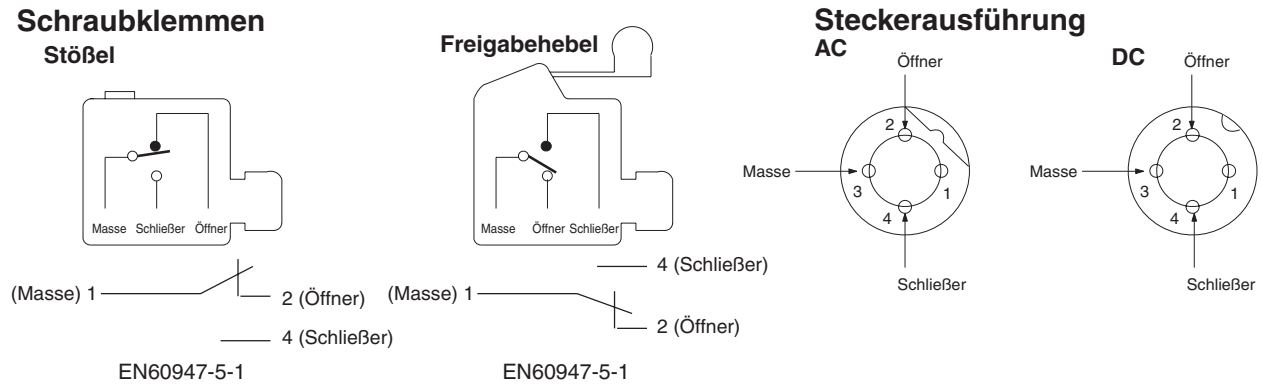 Schraubklemmen
Stößel
Masse Schließer Öffner
(Masse) 1
2 (Öffner)
4 (Schließer)
EN60947-5-1
Freigabehebel
Masse Öffner Schließer
4 (Schließer)
(Masse) 1
2 (Öffner)
EN60947-5-1
Steckerausführung
AC
Öffner
2
Masse
3
1
4
Schließer
DC
Öffner
2
Masse
3
1
4
Schließer